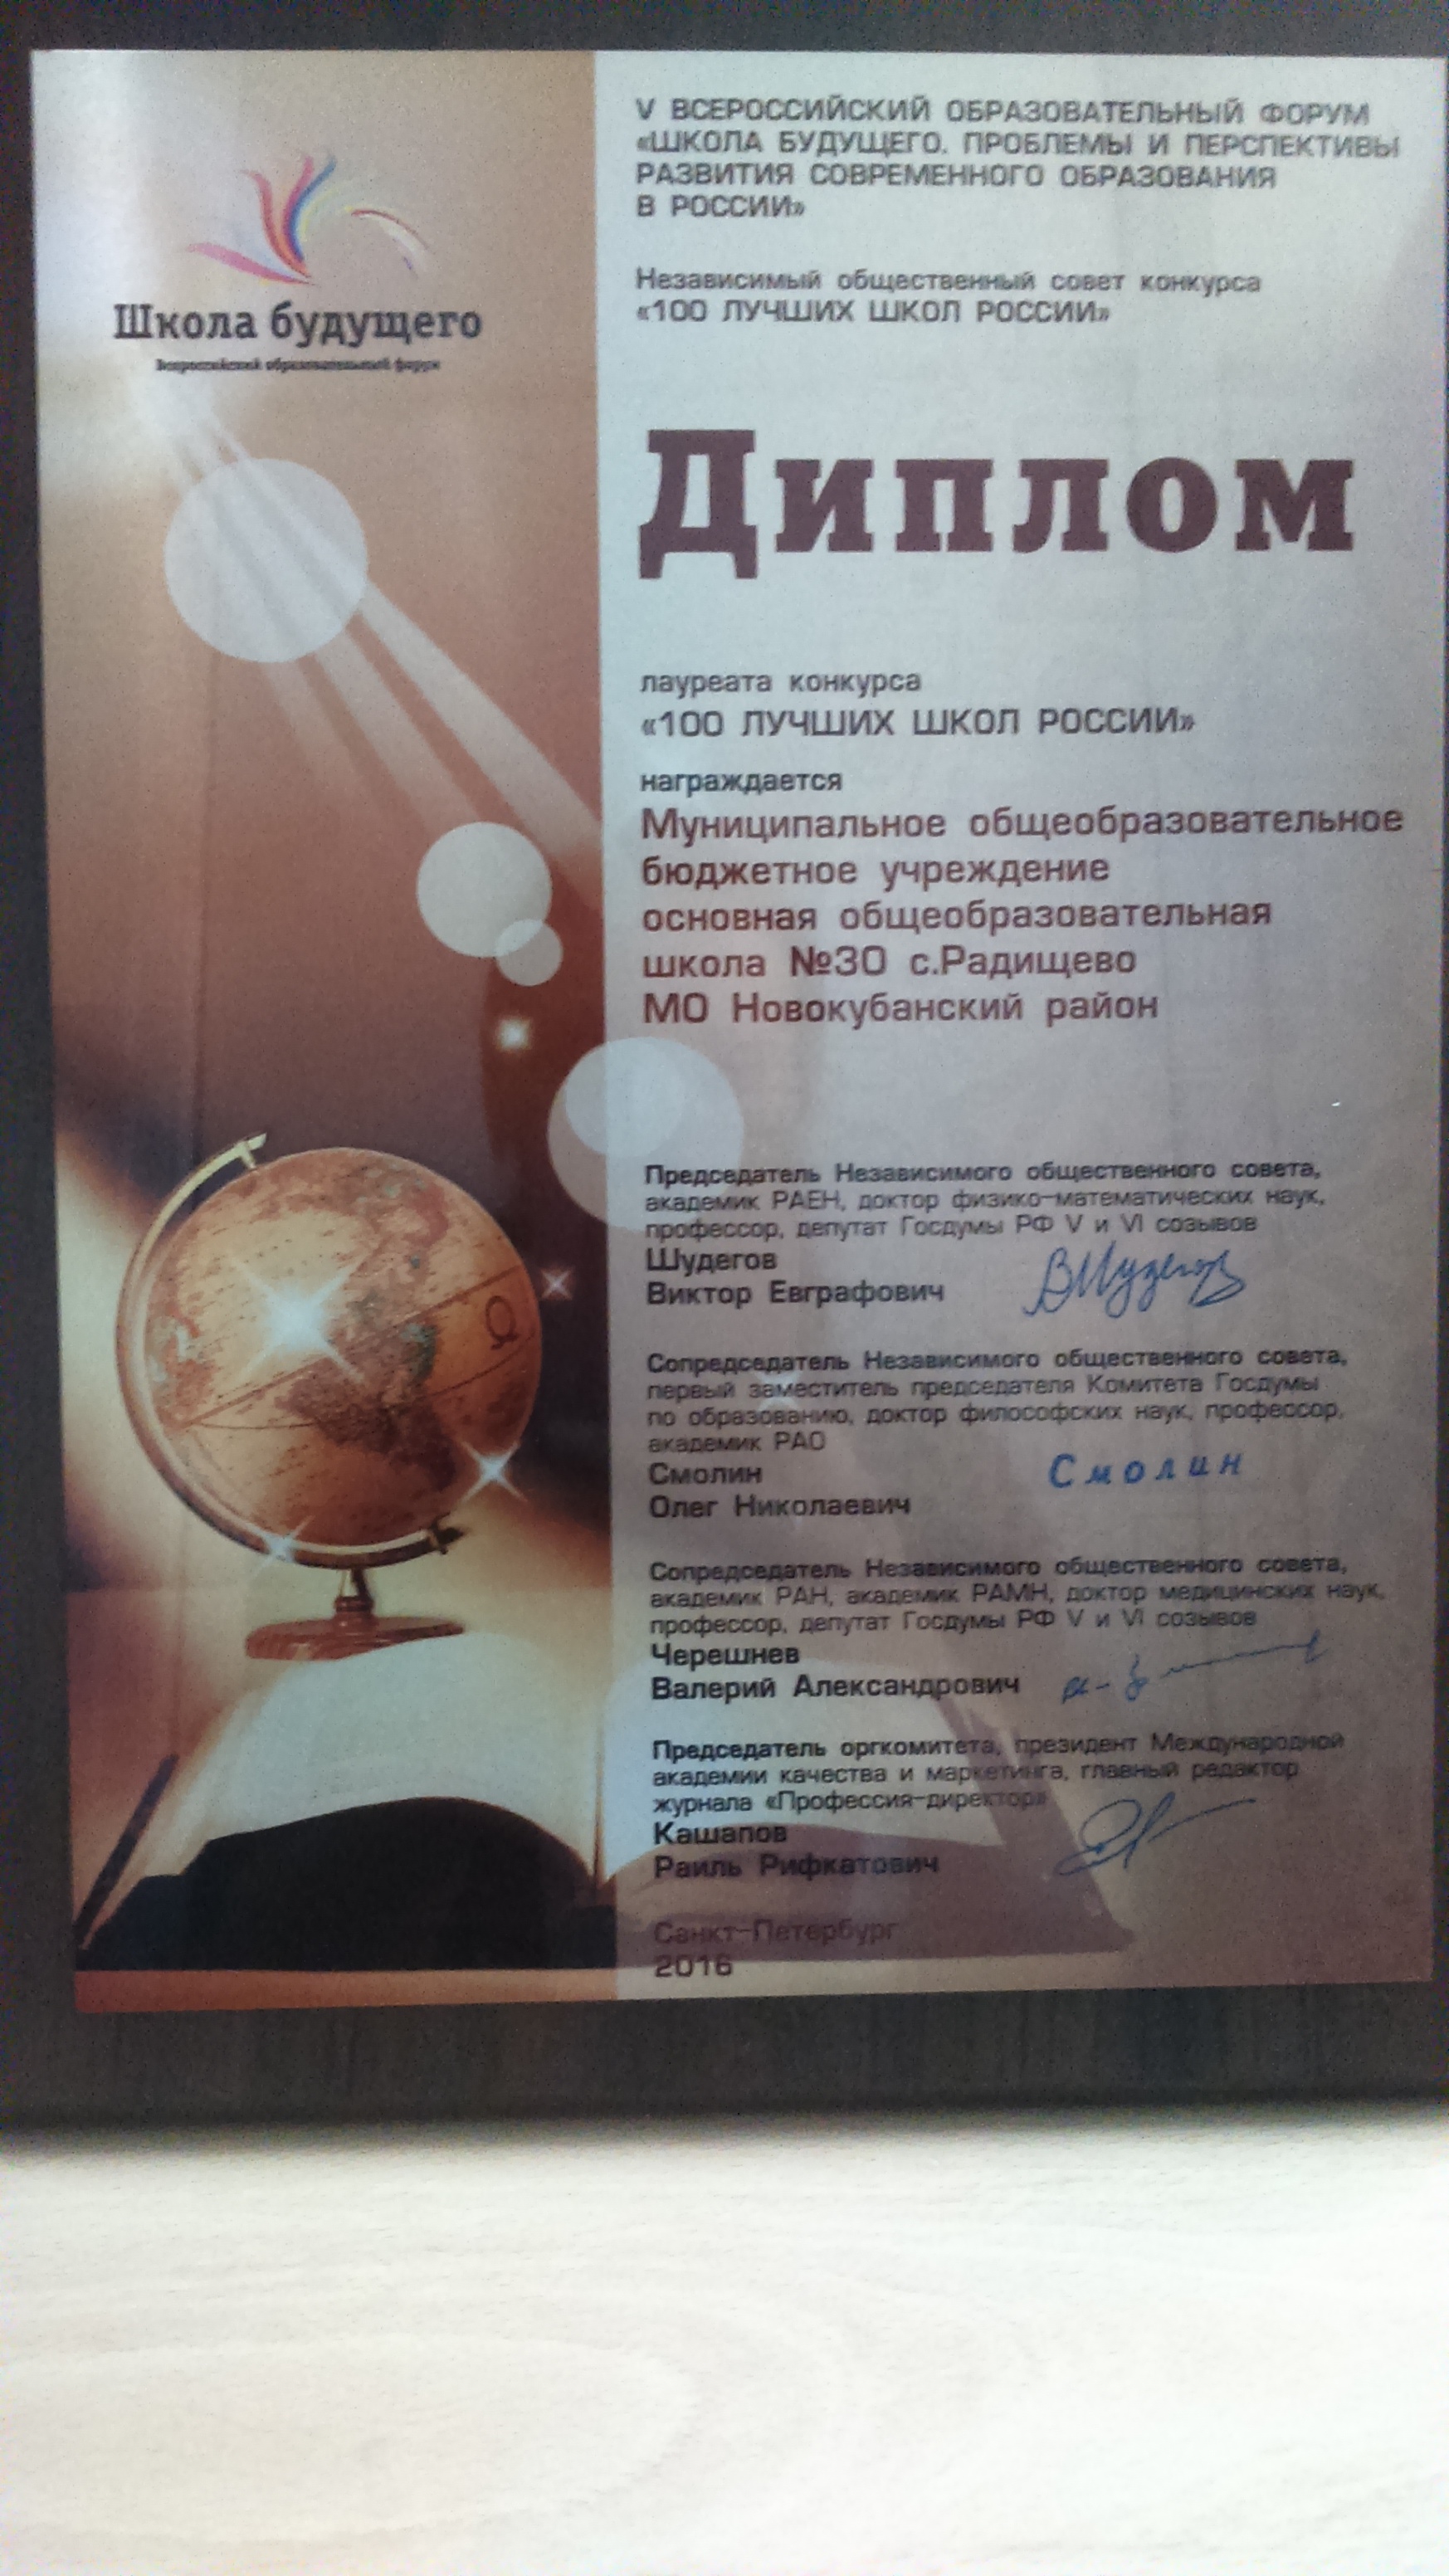 Школа будущего
Всероссийский образовательный форум
V ВСЕРОССИЙСКИЙ ОБРАЗОВАТЕЛЬНЫЙ ФОРУМ
«ШКОЛА БУДУЩЕГО. ПРОБЛЕМЫ И ПЕРСПЕКТИВЫ
РАЗВИТИЯ СОВРЕМЕННОГО ОБРАЗОВАНИЯ
В РОССИИ»
Независимый общественный совет конкурса
«100 ЛУЧШИХ ШКОЛ РОССИИ»
Диплом
лауреата конкурса
«100 ЛУЧШИХ ШКОЛ РОССИИ»
награждается
Муниципальное общеобразовательное
бюджетное учреждение
основная общеобразовательная
школа №30 с.Радищево
МО Новокубанский район
Председатель Независимого общественного совета,
академик РАЕН, доктор физико-математических наук,
профессор, депутат Госдумы РФ V и VI созывов
Шудегов
Виктор Евграфович ВШудегов
Сопредседатель Независимого общественного совета,
первый заместитель председателя Комитета Госдумы
по образованию, доктор философских наук, профессор,
академик РАО
Смолин Смолин
Олег Николаевич
Сопредседатель Независимого общественного совета,
академик РАН, академик РАМН, доктор медицинских наук,
профессор, депутат Госдумы РФ V и VI созывов
Черешнев
Валерий Александрович
Председатель оргкомитета, президент Международной
академии качества и маркетинга, главный редактор
журнала «Профессия-директор»
Кашапов
Раиль Рифкатович
Санкт-Петербург
2016